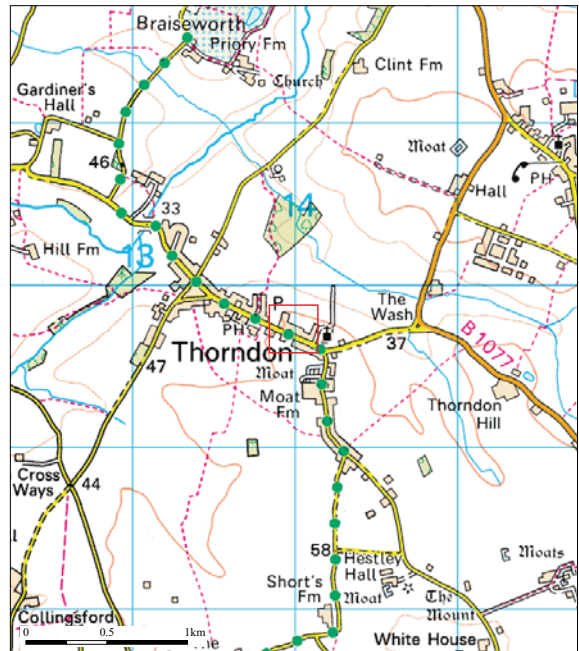 Braiseworth
Priory Fm
Church
Clint Fm
Gardiner's
Hall
46
Moat
PH
Hall
33
14
13
Hill Fm
P
The
Wash
PH
Thorndon
37
B1077
47
Moat
Moat
Fm
Thorndon
Hill
Cross
Ways
44
58
Hestley
Hall
Moats
Short's
Fm
Moat
The
Mount
Collingsford
White House
0 0.5 1km